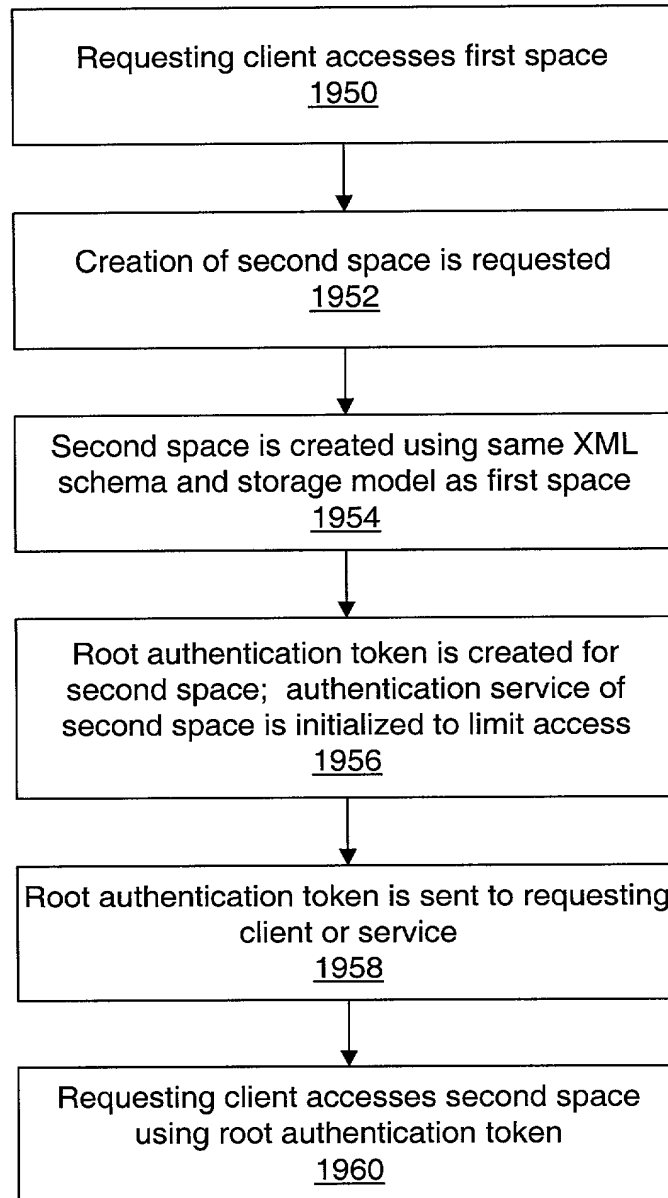 Requesting client accesses first space
1950
Creation of second space is requested
1952
Second space is created using same XML
schema and storage model as first space
1954
Root authentication token is created for
second space; authentication service of
second space is initialized to limit access
1956
Root authentication token is sent to requesting
client or service
1958
Requesting client accesses second space
using root authentication token
1960